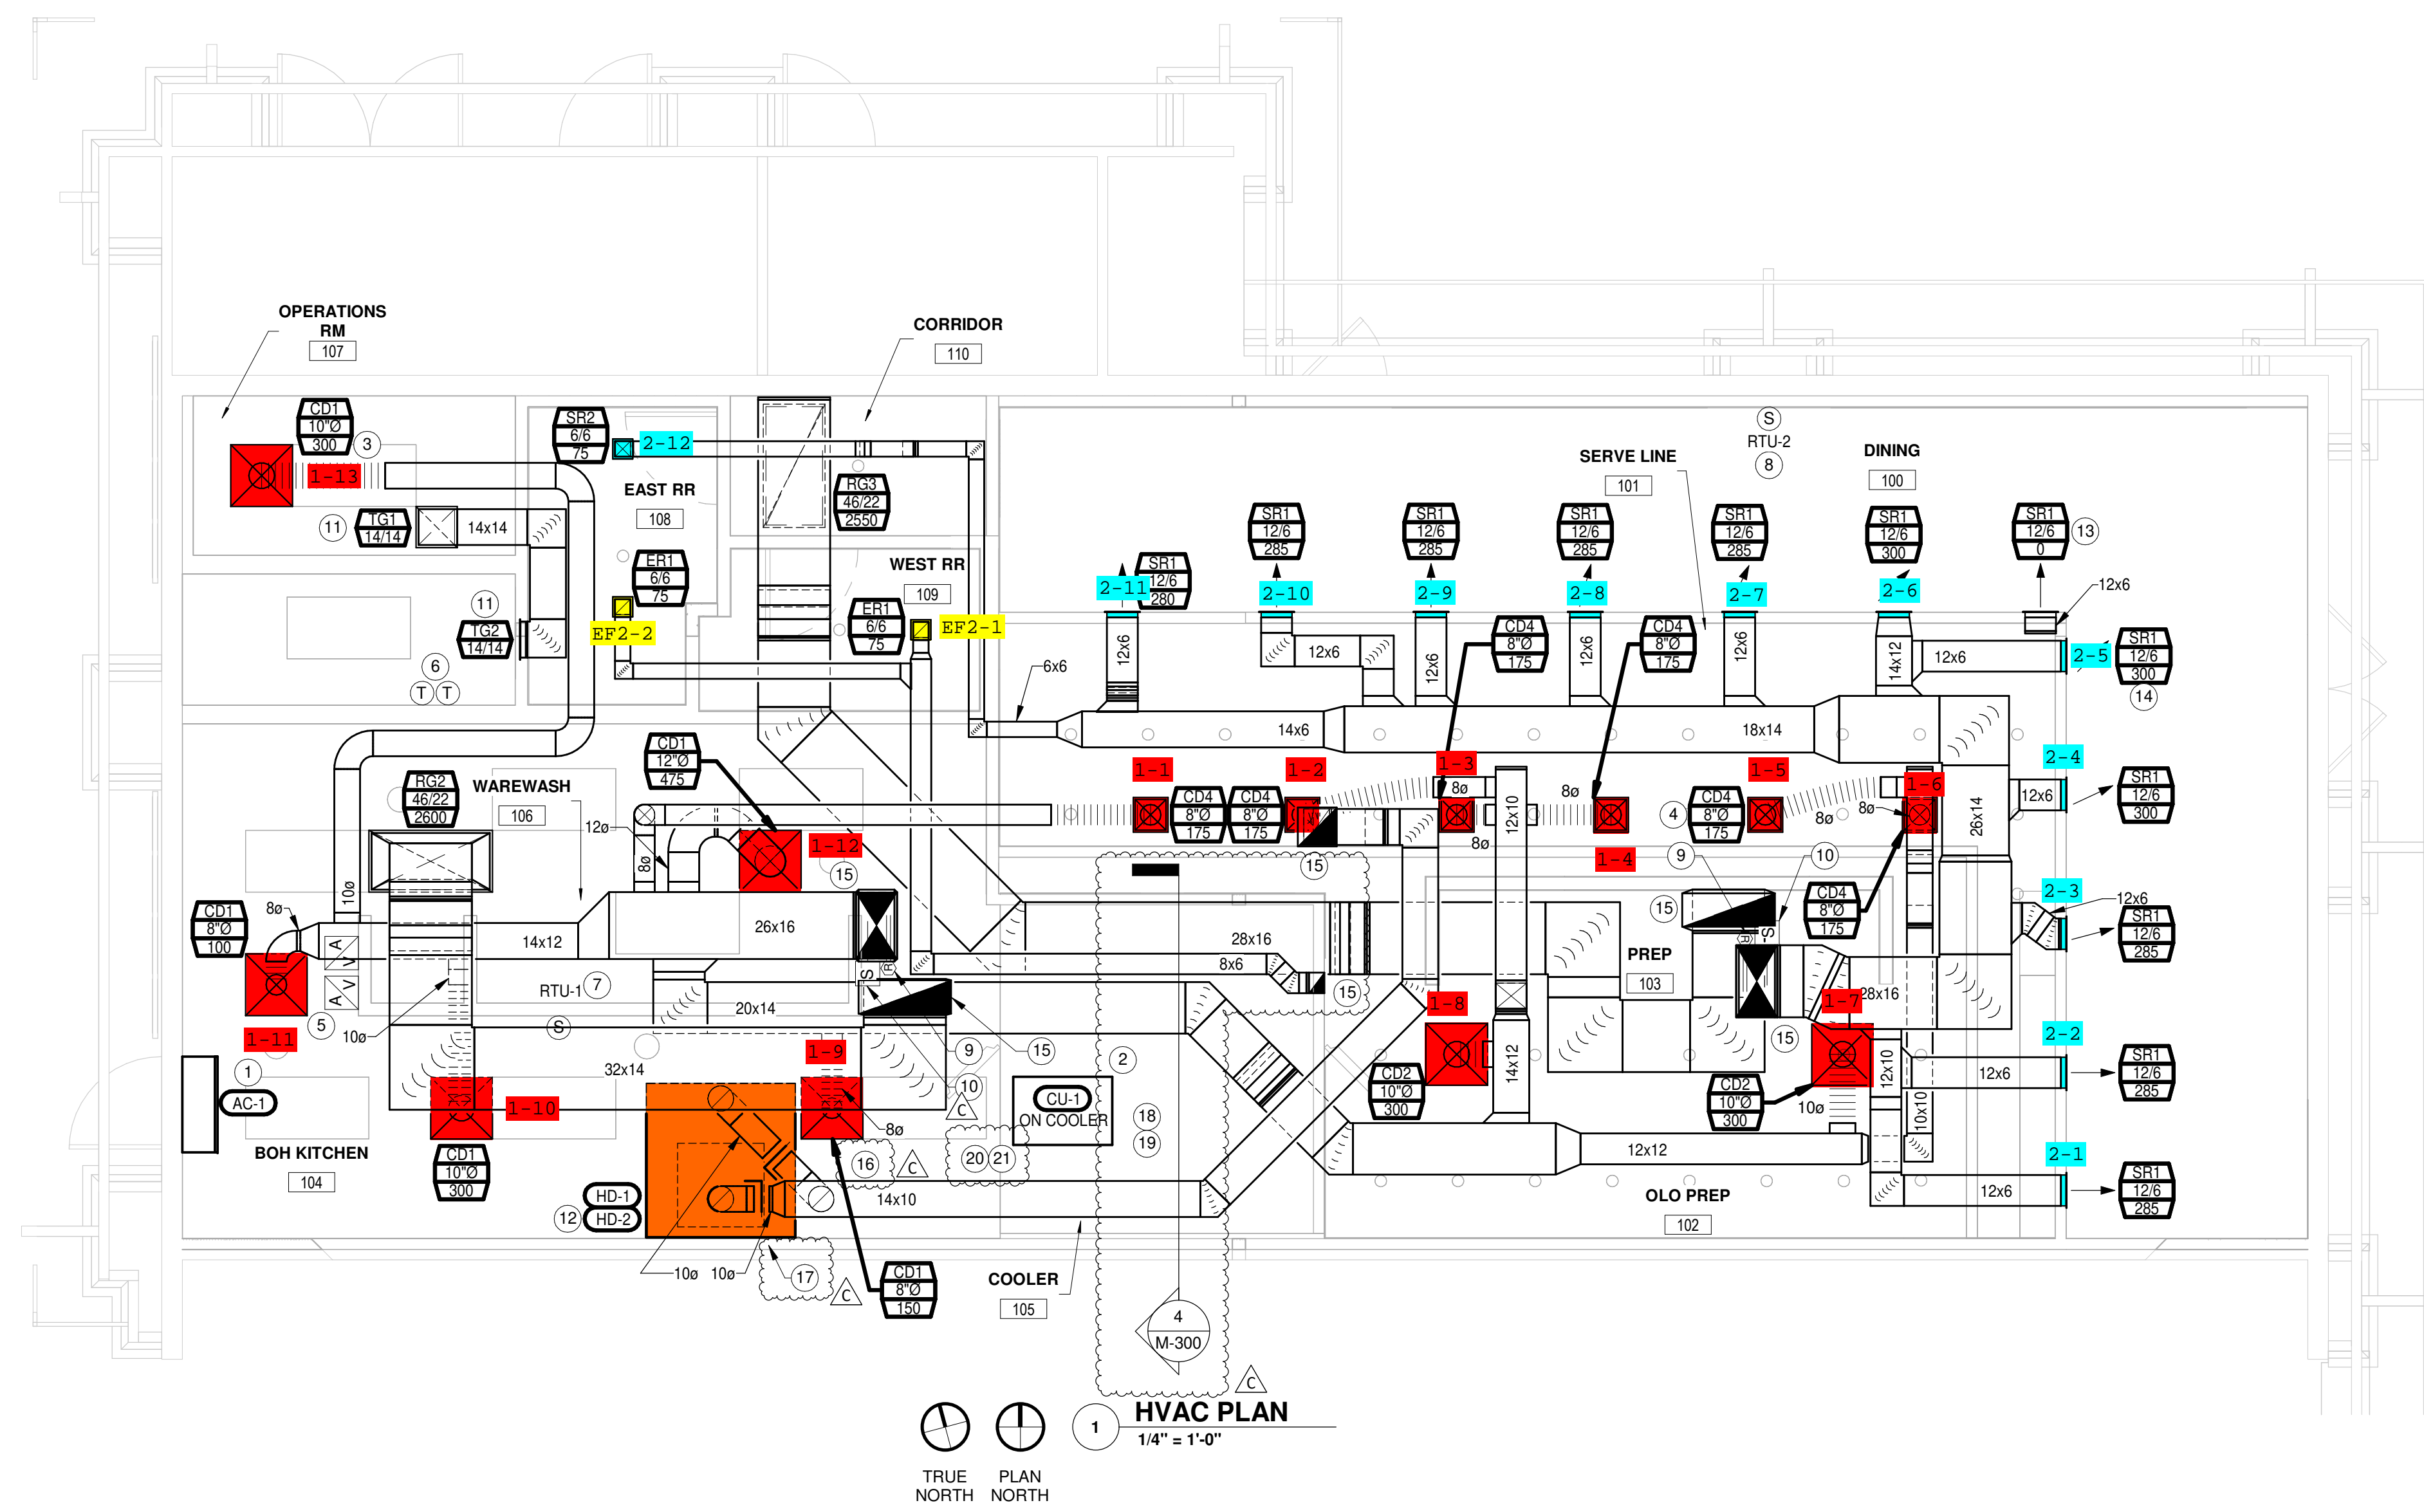 OPERATIONS
RM
107
CORRIDOR
110
CD1
10"Ø
300
3
1-13
SR2
6/6
75
2-12
11
TG1
14/14
14x14
EAST RR
108
RG3
46/22
2550
S
RTU-2
8
SERVE LINE
101
DINING
100
ER1
6/6
75
EF2-2
WEST RR
109
ER1
6/6
75
EF2-1
11
TG2
14/14
6
T
T
SR1
12/6
280
2-11
SR1
12/6
285
2-10
SR1
12/6
285
2-9
SR1
12/6
285
2-8
SR1
12/6
285
2-7
SR1
12/6
300
2-6
SR1
12/6
0
13
12x6
12x6
12x6
12x6
12x6
12x6
14x12
12x6
2-5
SR1
12/6
300
14
CD4
8"Ø
175
CD4
8"Ø
175
6x6
14x6
18x14
2-4
12x6
SR1
12/6
300
CD1
12"Ø
475
RG2
46/22
2600
WAREWASH
106
12ø
8ø
10ø
1-12
15
1-1
CD4
8"Ø
175
1-2
CD4
8"Ø
175
1-3
8ø
8ø
8ø
12x10
1-4
4
CD4
8"Ø
175
1-5
8ø
8ø
1-6
26x14
15
9
10
2-3
12x6
SR1
12/6
285
CD4
8"Ø
175
15
CD1
8"Ø
100
8ø
14x12
26x16
A
V
A
V
S
R
28x16
8x6
15
PREP
103
R
S
28x16
1-7
15
RTU-1
7
5
1-11
10ø
S
20x14
32x14
1-9
9
15
10
C
2
1-8
CD2
10"Ø
300
14x12
CD2
10"Ø
300
10ø
12x10
10x10
12x6
2-2
SR1
12/6
285
1
AC-1
1-10
8ø
CU-1
ON COOLER
18
19
BOH KITCHEN
104
CD1
10"Ø
300
16
C
20
21
12x12
2-1
12x6
SR1
12/6
285
HD-1
12
HD-2
14x10
OLO PREP
102
10ø
10ø
17
C
CD1
8"Ø
150
COOLER
105
4
M-300
C
1
HVAC PLAN
1/4" = 1'-0"
TRUE
NORTH
PLAN
NORTH